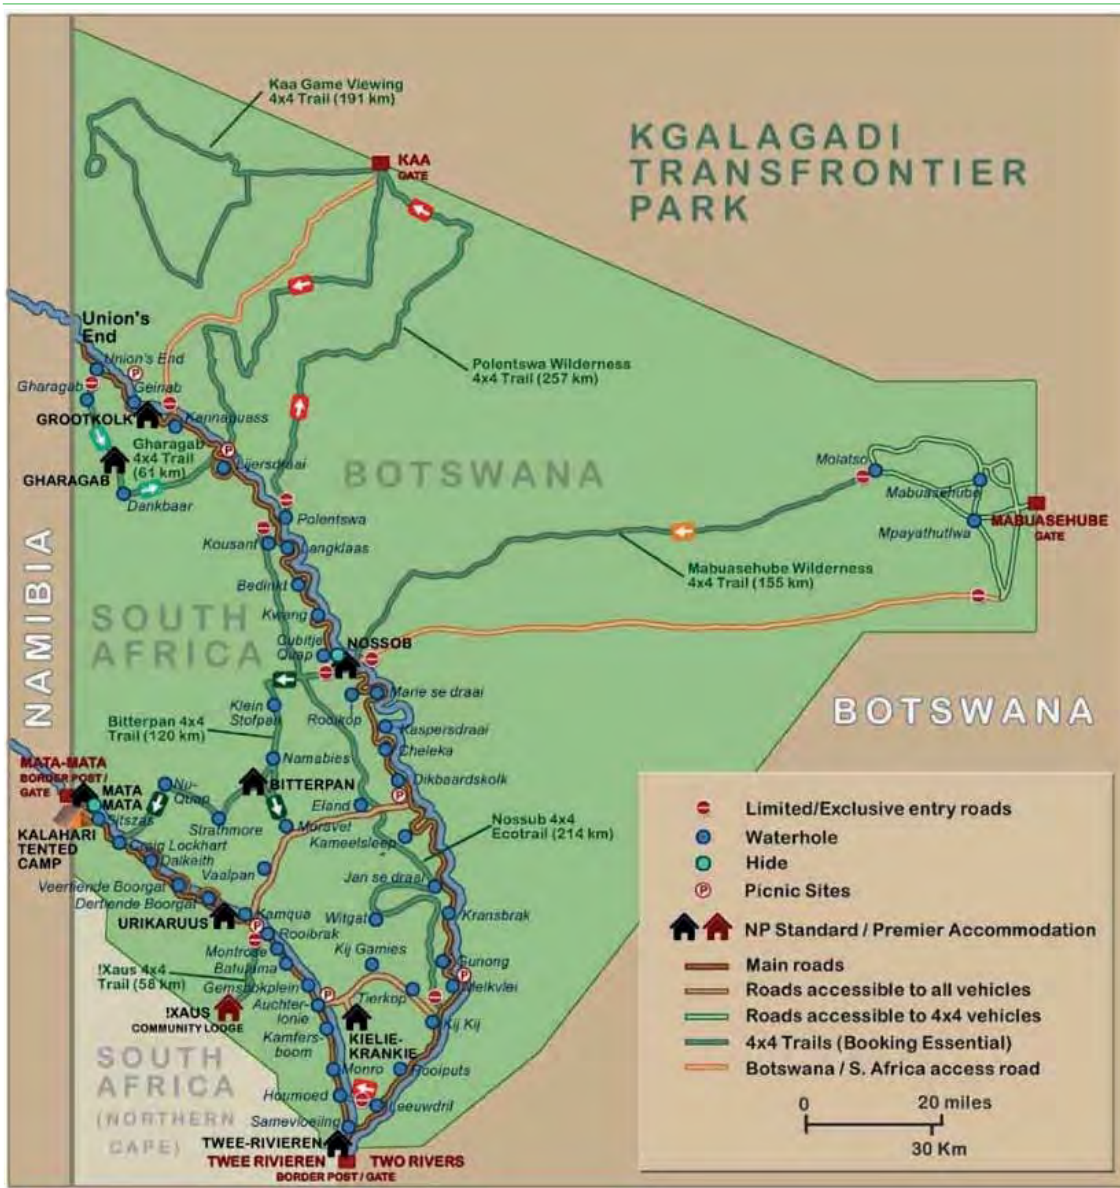 Kaa Game Viewing
4x4 Trail (191 km)
KGALAGADI
TRANSFRONTIER
PARK
KAA
GATE
Union's
End
Union's End
Gharagab
Geinab
Polentswa Wilderness
4x4 Trail (257 km)
GROOTKOLK
Kannaguass
Gharagab
4x4 Trail
(61 km)
Lijersdraai
GHARAGAB
Dankbaar
BOTSWANA
Molatso
Mabuasehube
MABUASEHUBE
GATE
Mpayathutlwa
Polentswa
Kousant
Langklaas
Mabuasehube Wilderness
4x4 Trail (155 km)
Bedinkt
NAMIBIA
SOUTH
AFRICA
Kwang
Cubitje
Quap
NOSSOB
Marie se draai
Klein
Stofpan
Rooikop
BOTSWANA
Bitterpan 4x4
Trail (120 km)
Kaspersdraai
Cheleka
Namabies
MATA-MATA
BORDER POST /
GATE
MATA
MATA
Nu-
Quap
BITTERPAN
Dikbaardskolk
Eland
Sitszas
Strathmore
Morsvet
Nossub 4x4
Ecotrail (214 km)
KALAHARI
TENTED
CAMP
Craig Lockhart
Kameelsleep
Dalkeith
Vaalpan
Jan se draai
Veertiende Boorgat
Dertiende Boorgat
URIKARUUS
Kamqua
Witgat
Kransbrak
Rooibrak
Kij Gamies
Montrose
Batulama
Gunong
!Xaus 4x4
Trail (58 km)
Gemsbokplein
Tierkop
Melkvlei
Auchter-
lonie
!XAUS
COMMUNITY LODGE
KIELIE-
KRANKIE
Kij Kij
Kamfers-
boom
SOUTH
AFRICA
(NORTHERN
CAPE)
Monro
Rooiputs
Houmoed
Leeuwdril
Samevloeiing
TWEE-RIVIEREN
TWEE RIVIEREN TWO RIVERS
BORDER POST / GATE
Limited/Exclusive entry roads
Waterhole
Hide
P Picnic Sites
NP Standard / Premier Accommodation
Main roads
Roads accessible to all vehicles
Roads accessible to 4x4 vehicles
4x4 Trails (Booking Essential)
Botswana / S. Africa access road
0 20 miles
30 Km